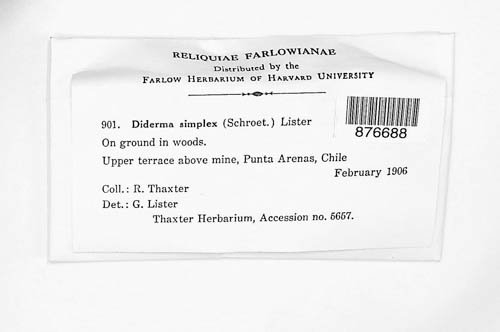 RELIQUIAE FARLOWIANAE
Distributed by the
FARLOW HERBARIUM OF HARVARD UNIVERSITY
901. Diderma simplex (Schroet.) Lister
876688
On ground in woods.
Upper terrace above mine, Punta Arenas, Chile
February 1906
Coll.: R. Thaxter
Det.: G. Lister
Thaxter Herbarium, Accession no. 5657.